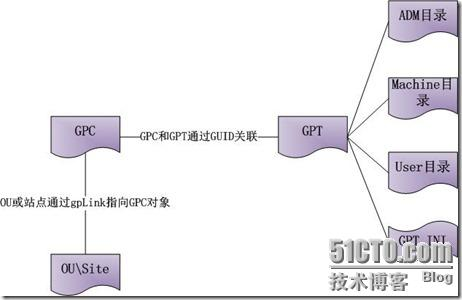 ADM目录
Machine目
录
GPC
GPC和GPT通过GUID关联
GPT
User目录
OU或站点通过gpLink指向GPC对象
GPT.INI
OU\Site
51CTO.com
技术博客 Blog